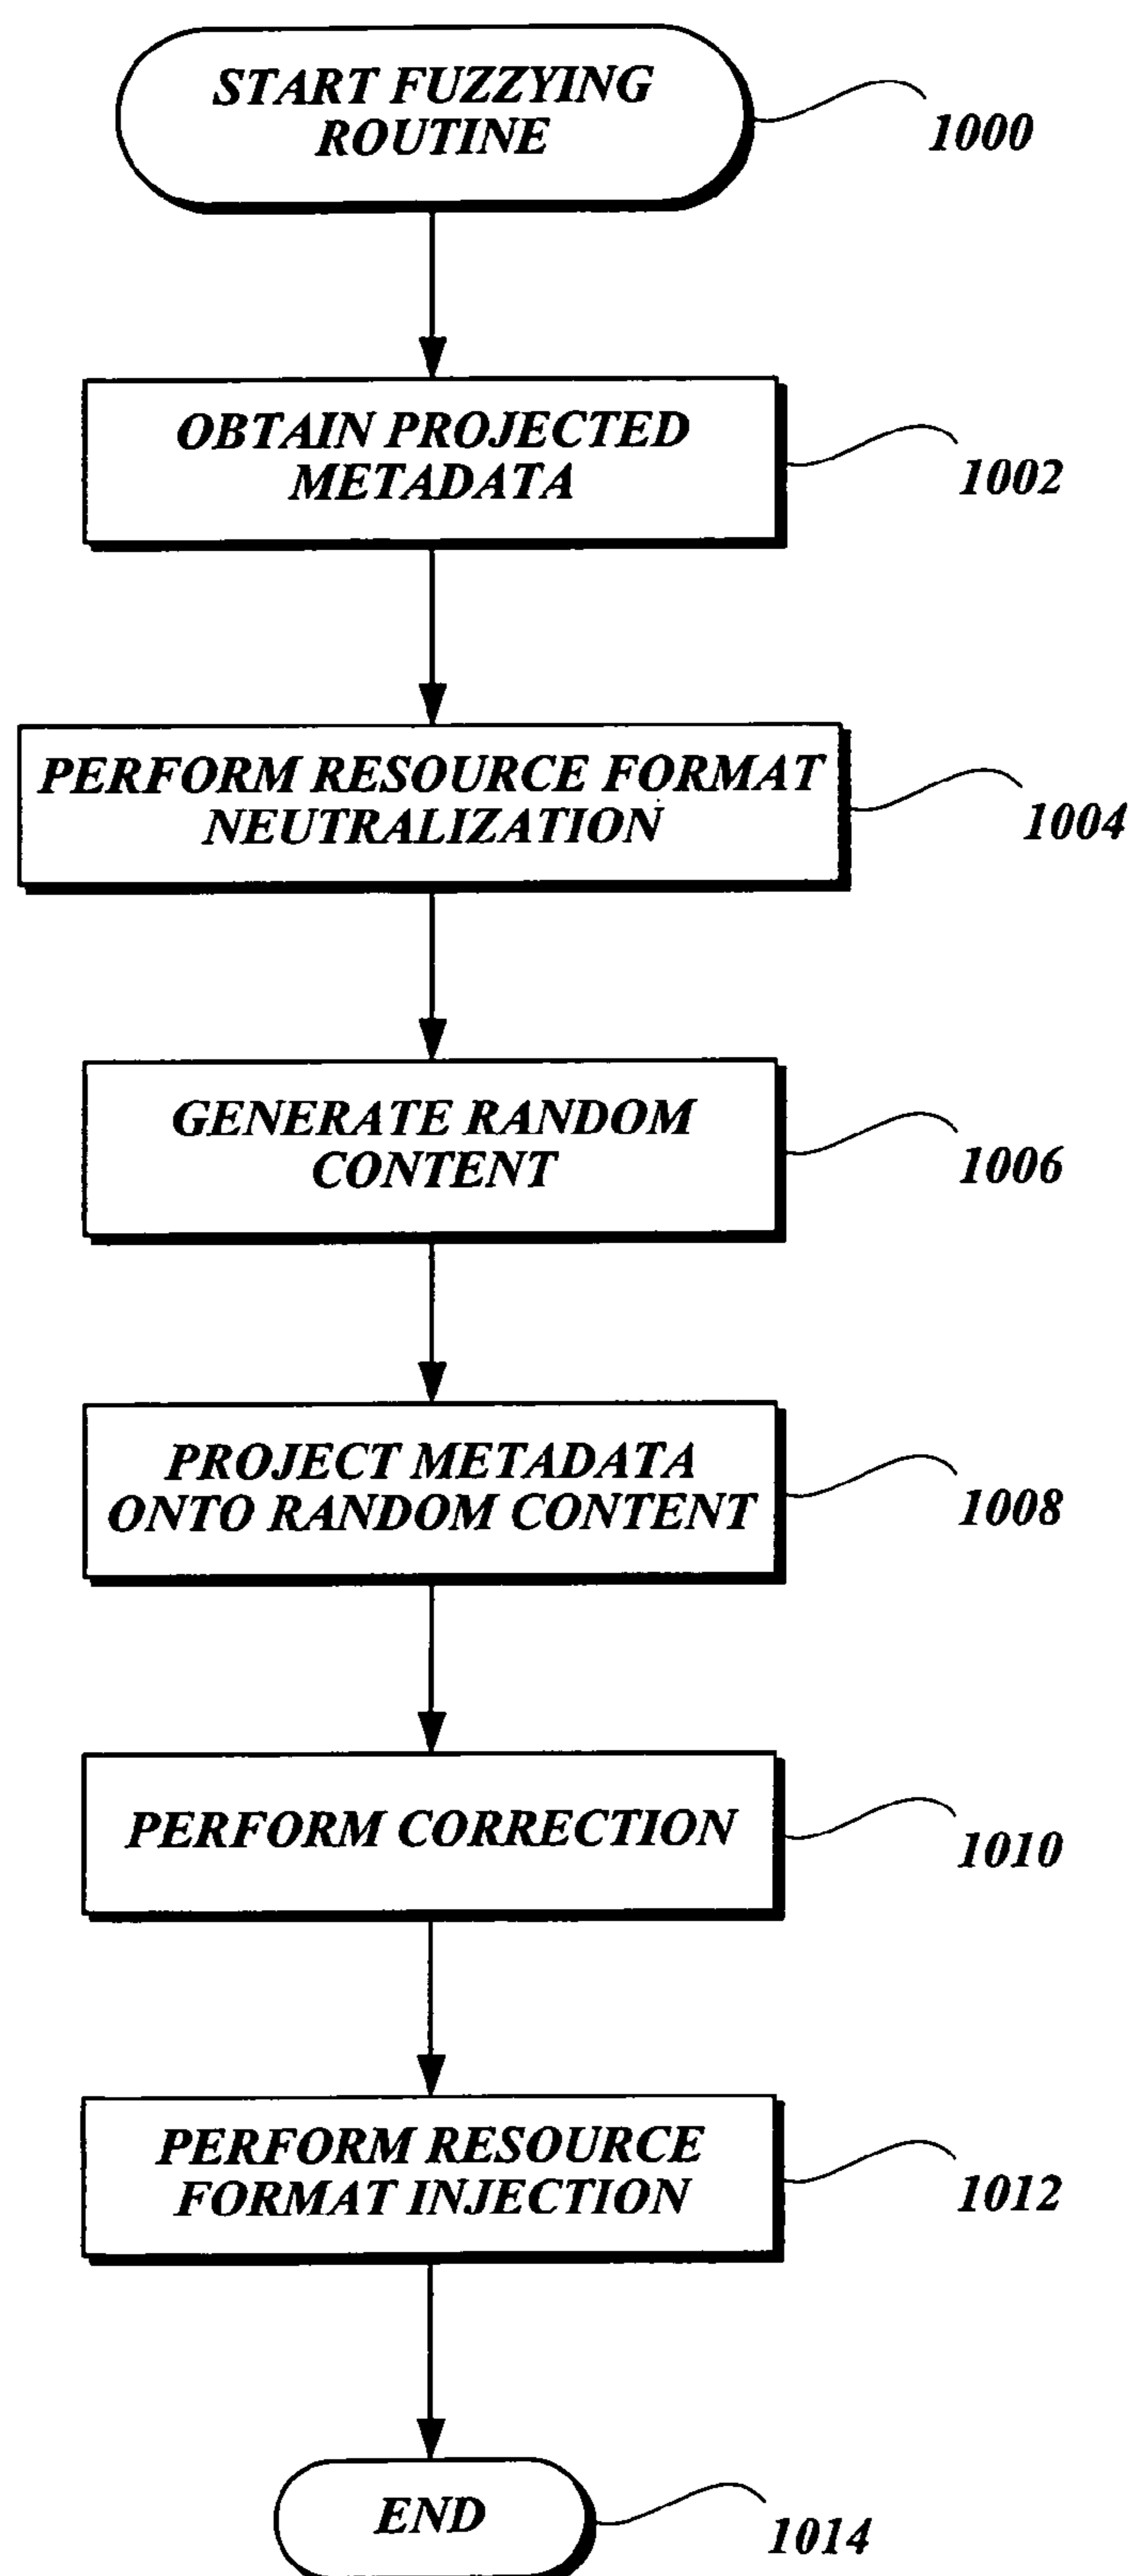 START FUZZYING
ROUTINE
1000
OBTAIN PROJECTED
METADATA
1002
PERFORM RESOURCE FORMAT
NEUTRALIZATION
1004
GENERATE RANDOM
CONTENT
1006
PROJECT METADATA
ONTO RANDOM CONTENT
1008
PERFORM CORRECTION
1010
PERFORM RESOURCE
FORMAT INJECTION
1012
END
1014